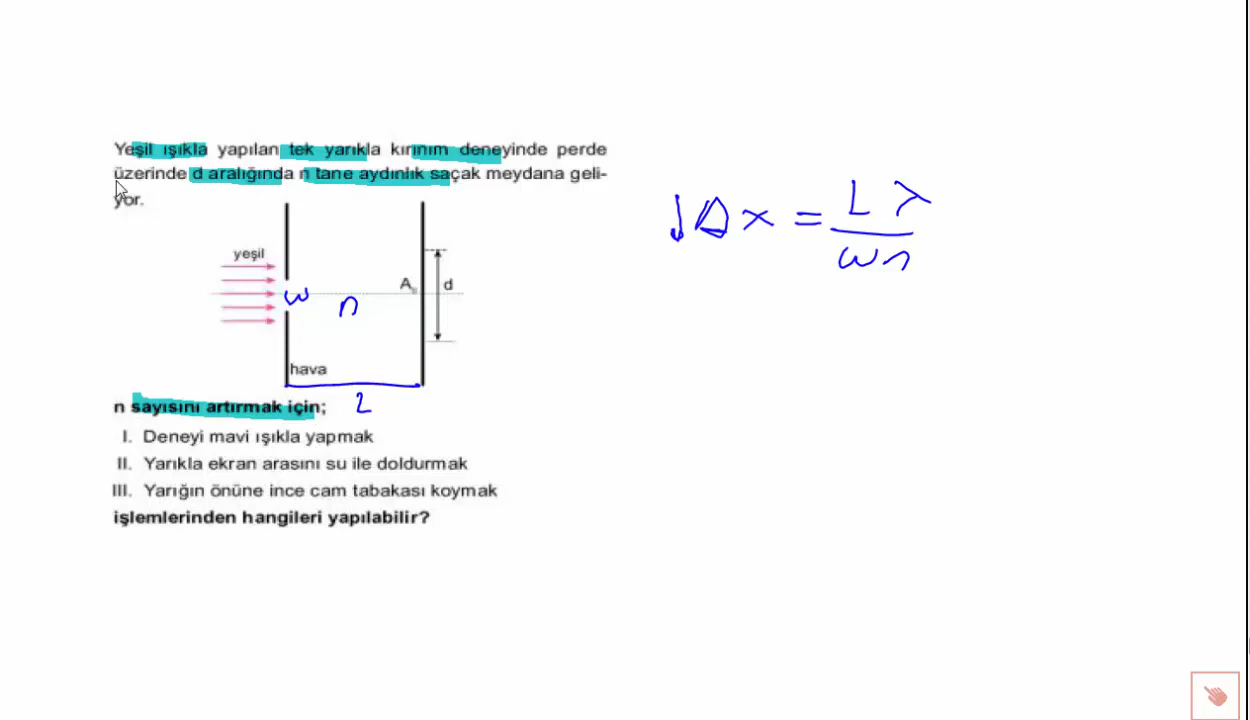 Yeşil ışıkla yapılan tek yarıkla kırınım deneyinde perde
üzerinde d aralığında n tane aydınlık saçak meydana geli-
yor.
yeşil
w
n
A₀
d
hava
L
n sayısını artırmak için;
I. Deneyi mavi ışıkla yapmak
II. Yarıkla ekran arasını su ile doldurmak
III. Yarığın önüne ince cam tabakası koymak
işlemlerinden hangileri yapılabilir?
↓Δx = Lλ
wn